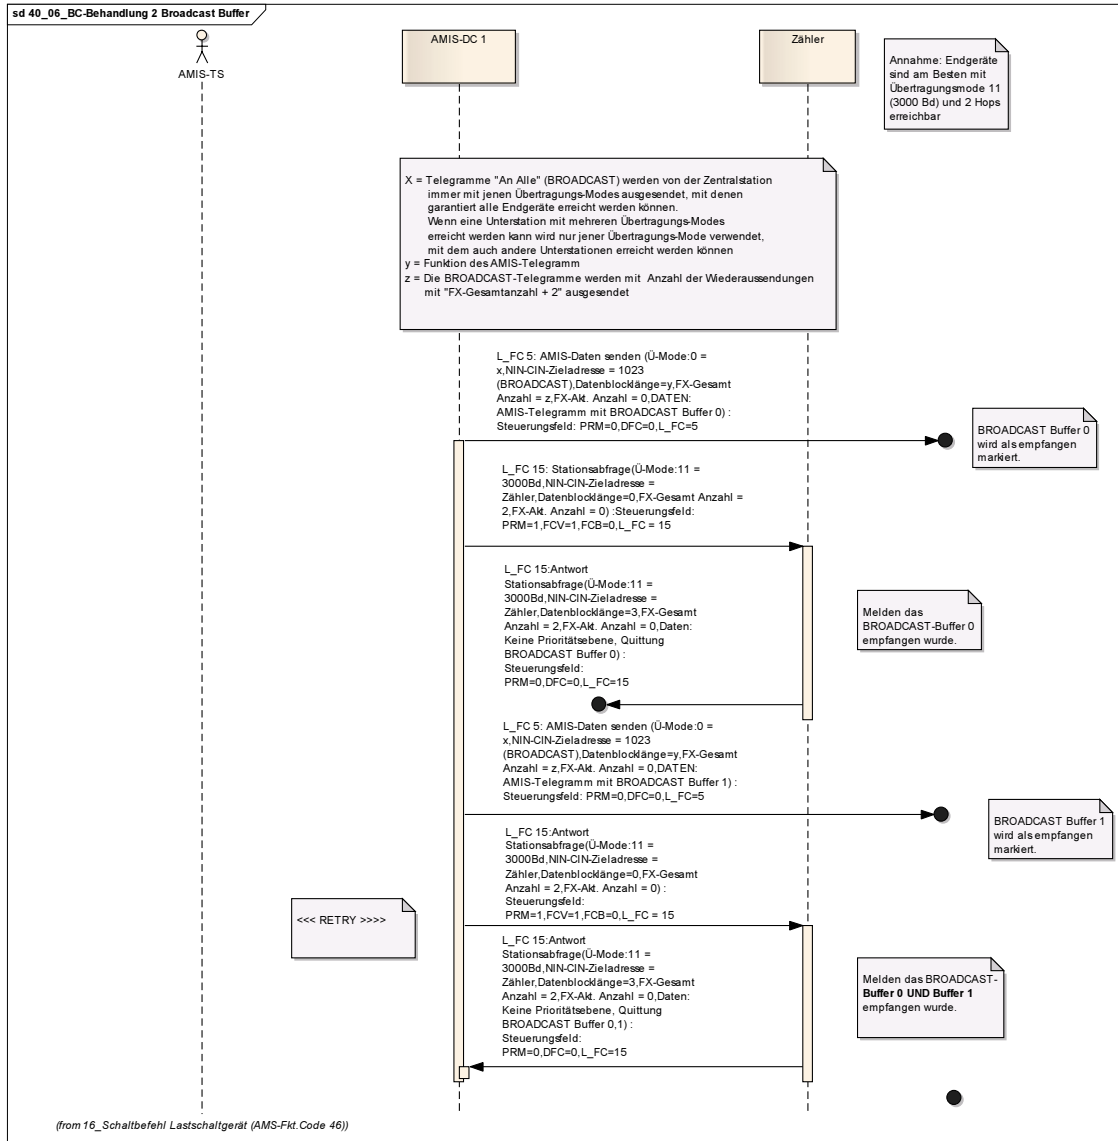 sd 40_06_BC-Behandlung 2 Broadcast Buffer
AMIS-TS
AMIS-DC 1
Zähler
Annahme: Endgeräte
sind am Besten mit
Übertragungsmode 11
(3000 Bd) und 2 Hops
erreichbar
X = Telegramme "An Alle" (BROADCAST) werden von der Zentralstation
immer mit jenen Übertragungs-Modes ausgesendet, mit denen
garantiert alle Endgeräte erreicht werden können.
Wenn eine Unterstation mit mehreren Übertragungs-Modes
erreicht werden kann wird nur jener Übertragungs-Mode verwendet,
mit dem auch andere Unterstationen erreicht werden können
y = Funktion des AMIS-Telegramm
z = Die BROADCAST-Telegramme werden mit Anzahl der Wiederaussendungen
mit "FX-Gesamtanzahl + 2" ausgesendet
L_FC 5: AMIS-Daten senden (Ü-Mode:0 =
x,NIN-CIN-Zieladresse = 1023
(BROADCAST),Datenblocklänge=y,FX-Gesamt
Anzahl = z,FX-Akt. Anzahl = 0,DATEN:
AMIS-Telegramm mit BROADCAST Buffer 0) :
Steuerungsfeld: PRM=0,DFC=0,L_FC=5
BROADCAST Buffer 0
wird als empfangen
markiert.
L_FC 15: Stationsabfrage(Ü-Mode:11 =
3000Bd,NIN-CIN-Zieladresse =
Zähler,Datenblocklänge=0,FX-Gesamt Anzahl =
2,FX-Akt. Anzahl = 0) :Steuerungsfeld:
PRM=1,FCV=1,FCB=0,L_FC = 15
L_FC 15:Antwort
Stationsabfrage(Ü-Mode:11 =
3000Bd,NIN-CIN-Zieladresse =
Zähler,Datenblocklänge=3,FX-Gesamt
Anzahl = 2,FX-Akt. Anzahl = 0,Daten:
Keine Prioritätsebene, Quittung
BROADCAST Buffer 0) :
Steuerungsfeld:
PRM=0,DFC=0,L_FC=15
Melden das
BROADCAST-Buffer 0
empfangen wurde.
L_FC 5: AMIS-Daten senden (Ü-Mode:0 =
x,NIN-CIN-Zieladresse = 1023
(BROADCAST),Datenblocklänge=y,FX-Gesamt
Anzahl = z,FX-Akt. Anzahl = 0,DATEN:
AMIS-Telegramm mit BROADCAST Buffer 1) :
Steuerungsfeld: PRM=0,DFC=0,L_FC=5
BROADCAST Buffer 1
wird als empfangen
markiert.
L_FC 15:Antwort
Stationsabfrage(Ü-Mode:11 =
3000Bd,NIN-CIN-Zieladresse =
Zähler,Datenblocklänge=0,FX-Gesamt
Anzahl = 2,FX-Akt. Anzahl = 0) :
Steuerungsfeld:
PRM=1,FCV=1,FCB=0,L_FC = 15
<<< RETRY >>>>
L_FC 15:Antwort
Stationsabfrage(Ü-Mode:11 =
3000Bd,NIN-CIN-Zieladresse =
Zähler,Datenblocklänge=3,FX-Gesamt
Anzahl = 2,FX-Akt. Anzahl = 0,Daten:
Keine Prioritätsebene, Quittung
BROADCAST Buffer 0,1) :
Steuerungsfeld:
PRM=0,DFC=0,L_FC=15
Melden das BROADCAST-
Buffer 0 UND Buffer 1
empfangen wurde.
(from 16_Schaltbefehl Lastschaltgerät (AMS-Fkt.Code 46))